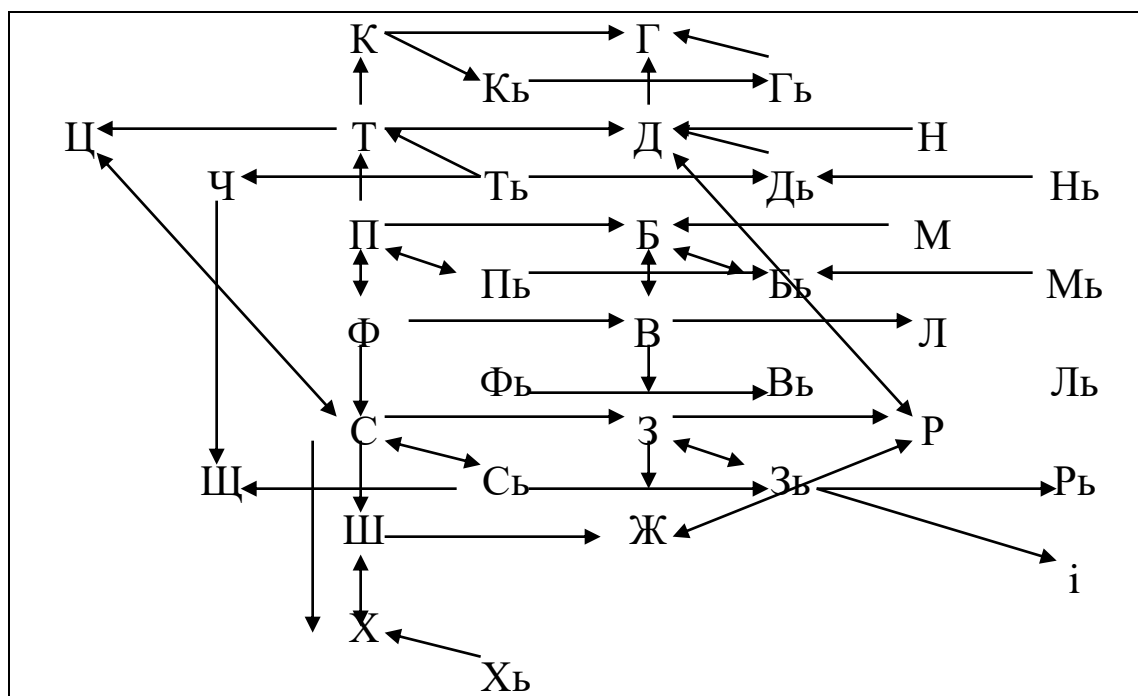 К Г
Кь Гь
Ц Т Д Н
Ч Ть Дь Нь
П Б М
Пь Бь Мь
Ф В Л
Фь Вь Ль
С З Р
Щ Сь Зь Рь
Ш Ж
і
Х
Хь